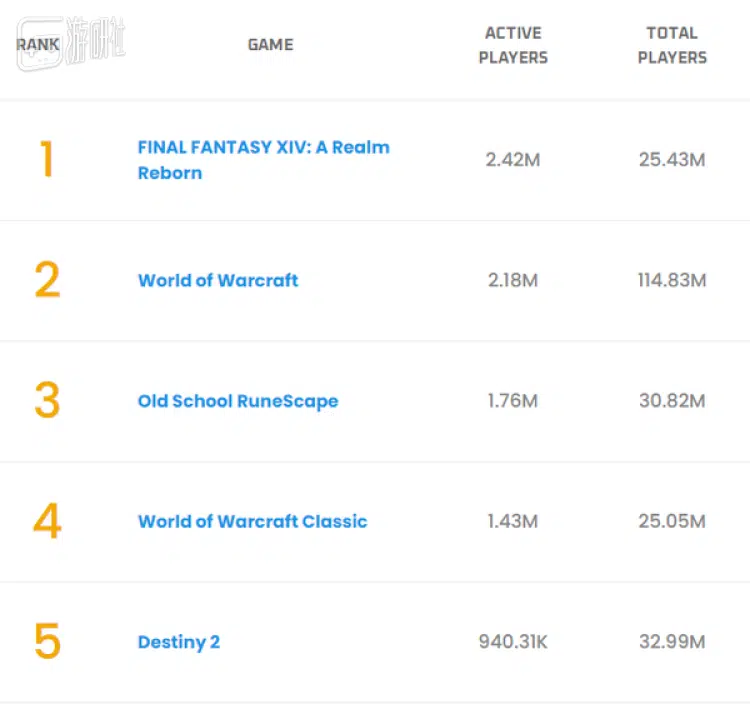 游研社
RANK
GAME
ACTIVE
PLAYERS
TOTAL
PLAYERS
1
FINAL FANTASY XIV: A Realm
Reborn
2.42M
25.43M
2
World of Warcraft
2.18M
114.83M
3
Old School RuneScape
1.76M
30.82M
4
World of Warcraft Classic
1.43M
25.05M
5
Destiny 2
940.31K
32.99M